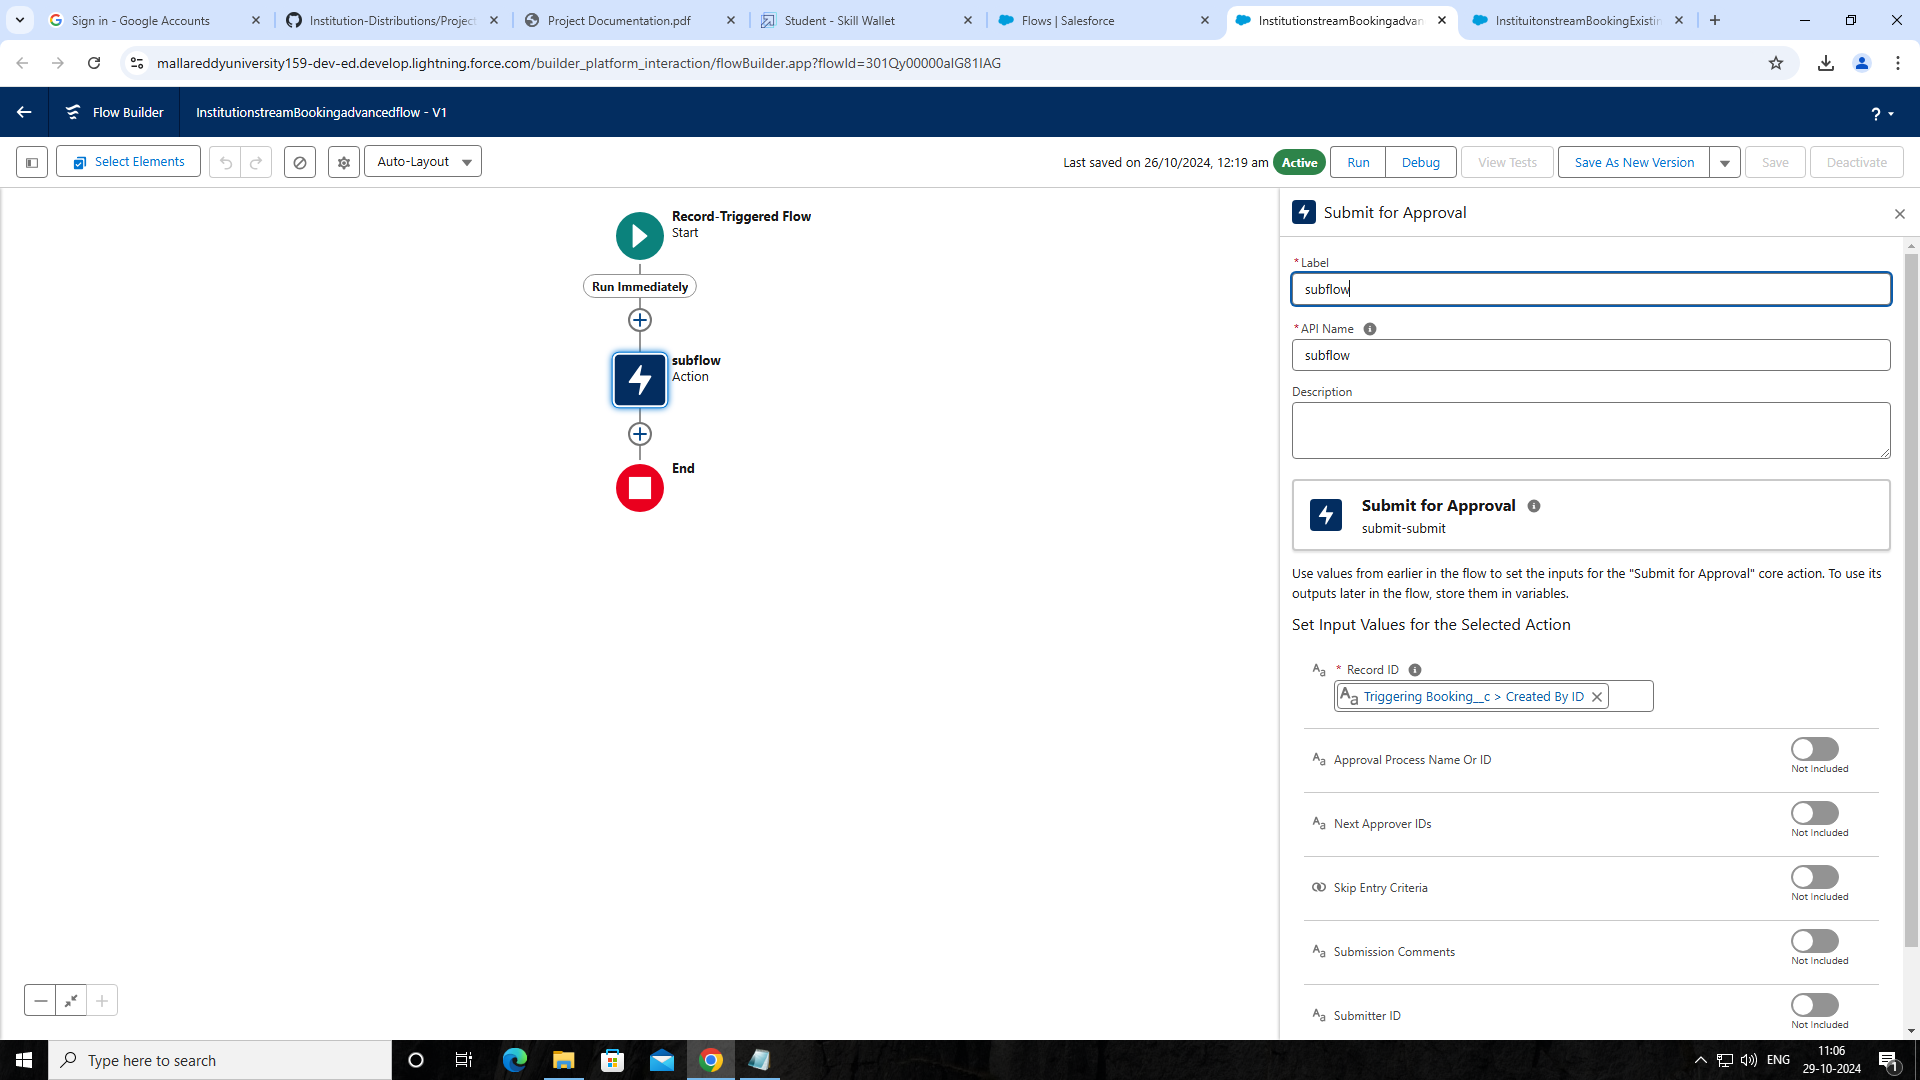 Sign in - Google Accounts
Institution-Distributions/Project
Project Documentation.pdf
Student - Skill Wallet
Flows | Salesforce
InstitutionstreamBookingadvan
InstituitonstreamBookingExistin
mallareddyuniversity159-dev-ed.develop.lightning.force.com/builder_platform_interaction/flowBuilder.app?flowId=301Qy00000alG81IAG
Flow Builder
InstitutionstreamBookingadvancedflow - V1
?
Select Elements
Auto-Layout
Last saved on 26/10/2024, 12:19 am
Active
Run
Debug
View Tests
Save As New Version
Save
Deactivate
Record-Triggered Flow
Start
Run Immediately
subflow
Action
End
Submit for Approval
* Label
subflow
* API Name
subflow
Description
Submit for Approval
submit-submit
Use values from earlier in the flow to set the inputs for the "Submit for Approval" core action. To use its
outputs later in the flow, store them in variables.
Set Input Values for the Selected Action
Aa * Record ID
Aa Triggering Booking__c > Created By ID
Aa Approval Process Name Or ID
Not Included
Aa Next Approver IDs
Not Included
Skip Entry Criteria
Not Included
Aa Submission Comments
Not Included
Aa Submitter ID
Not Included
Type here to search
ENG
11:06
29-10-2024
1